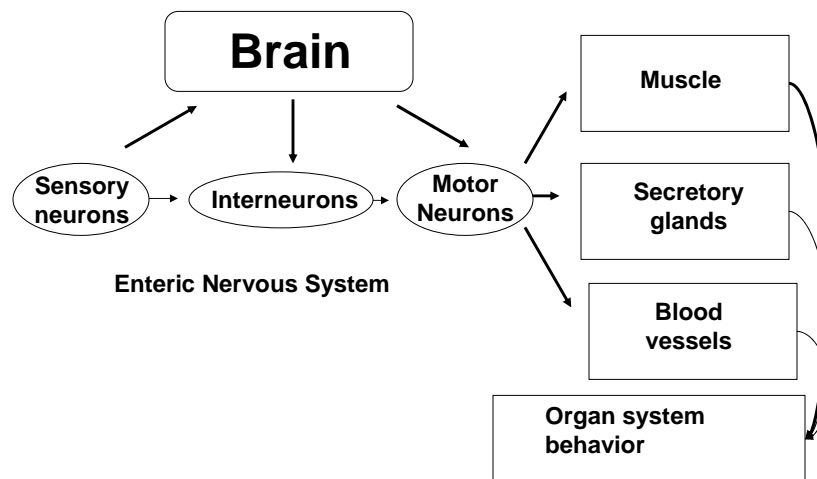 Brain
Muscle
Sensory
neurons
Interneurons
Motor
Neurons
Secretory
glands
Enteric Nervous System
Blood
vessels
Organ system
behavior